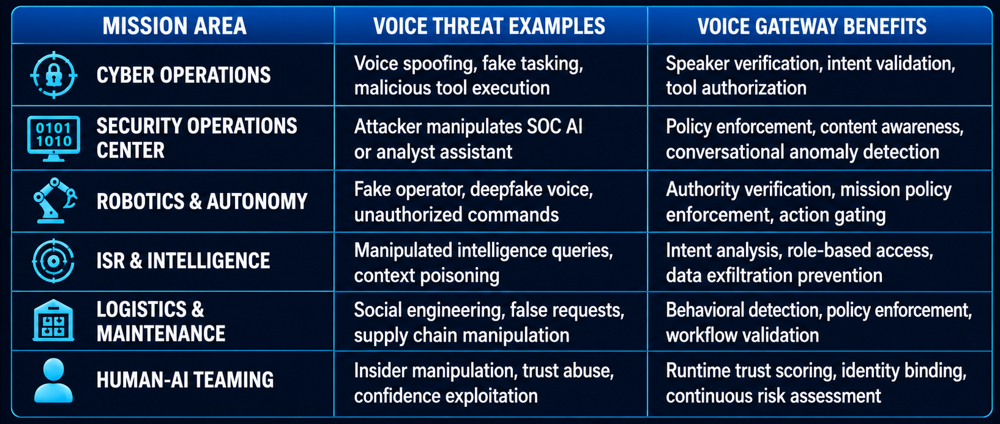 MISSION AREA
VOICE THREAT EXAMPLES
VOICE GATEWAY BENEFITS
CYBER OPERATIONS
Voice spoofing, fake tasking,
malicious tool execution
Speaker verification, intent validation,
tool authorization
0101
1010
SECURITY OPERATIONS
CENTER
Attacker manipulates SOC AI
or analyst assistant
Policy enforcement, content awareness,
conversational anomaly detection
ROBOTICS & AUTONOMY
Fake operator, deepfake voice,
unauthorized commands
Authority verification, mission policy
enforcement, action gating
ISR & INTELLIGENCE
Manipulated intelligence queries,
context poisoning
Intent analysis, role-based access,
data exfiltration prevention
LOGISTICS &
MAINTENANCE
Social engineering, false requests,
supply chain manipulation
Behavioral detection, policy enforcement,
workflow validation
HUMAN-AI TEAMING
Insider manipulation, trust abuse,
confidence exploitation
Runtime trust scoring, identity binding,
continuous risk assessment